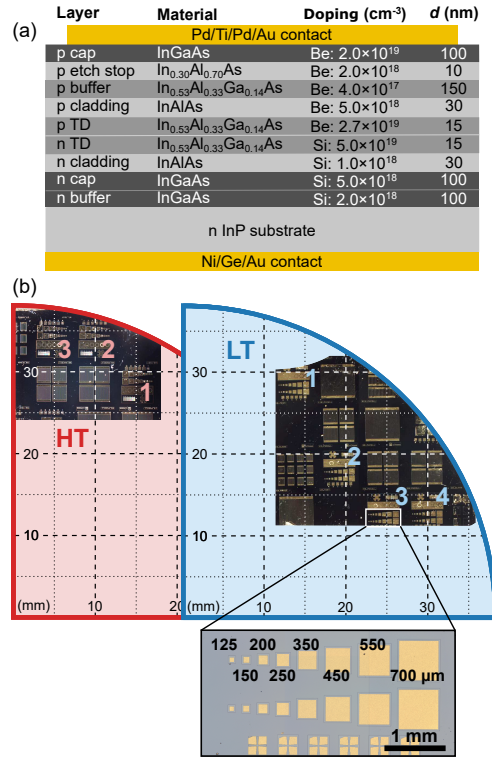 (a)
Layer Material Doping (cm⁻³) d (nm)
Pd/Ti/Pd/Au contact
p cap InGaAs Be: 2.0×10¹⁹ 100
p etch stop In₀.₃₀Al₀.₇₀As Be: 2.0×10¹⁸ 10
p buffer In₀.₅₃Al₀.₃₃Ga₀.₁₄As Be: 4.0×10¹⁷ 150
p cladding InAlAs Be: 5.0×10¹⁸ 30
p TD In₀.₅₃Al₀.₃₃Ga₀.₁₄As Be: 2.7×10¹⁹ 15
n TD In₀.₅₃Al₀.₃₃Ga₀.₁₄As Si: 5.0×10¹⁹ 15
n cladding InAlAs Si: 1.0×10¹⁸ 30
n cap InGaAs Si: 5.0×10¹⁸ 100
n buffer InGaAs Si: 2.0×10¹⁸ 100
n InP substrate
Ni/Ge/Au contact
(b)
3 2
1
30
HT
20
10
(mm) 10 20
LT
1
30
2
20
3 4
10
(mm) 10 20 30
125 200 350 550
150 250 450 700 µm
1 mm